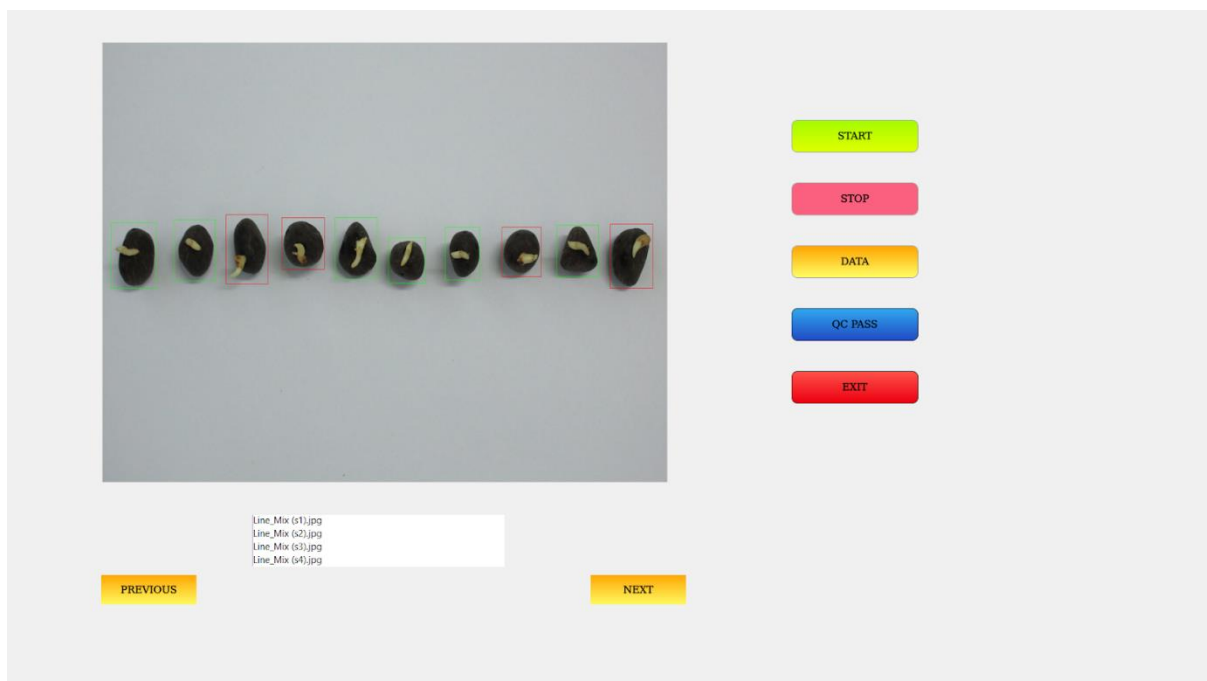 START
STOP
DATA
QC PASS
EXIT
Line_Mix (s1).jpg
Line_Mix (s2).jpg
Line_Mix (s3).jpg
Line_Mix (s4).jpg
PREVIOUS
NEXT